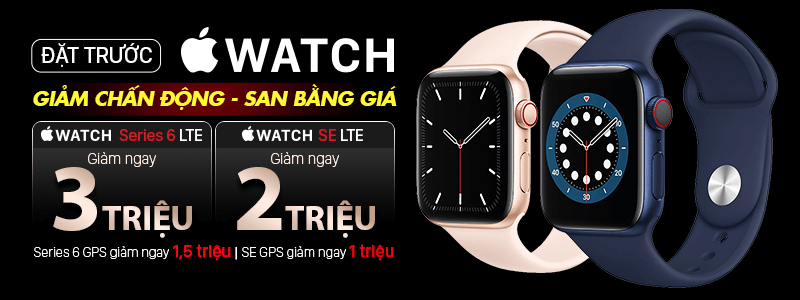 ĐẶT TRƯỚC WATCH
GIẢM CHẤN ĐỘNG - SAN BẰNG GIÁ
WATCH Series 6 LTE
Giảm ngay
3 TRIỆU
WATCH SE LTE
Giảm ngay
2 TRIỆU
Series 6 GPS giảm ngay 1,5 triệu | SE GPS giảm ngay 1 triệu